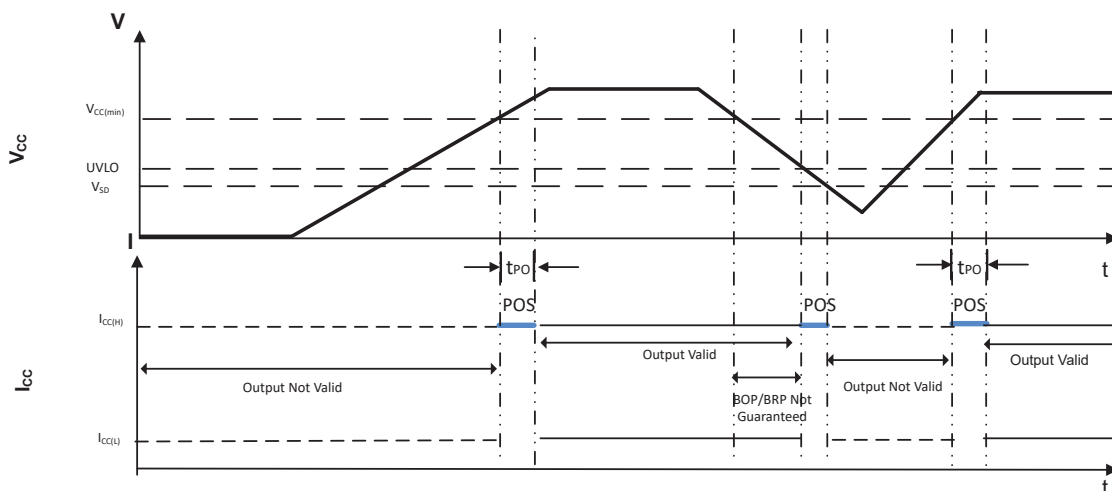 V
VCC(min)
VCC
UVLO
VSD
I
tPO
tPO
t
POS
POS
POS
ICC(H)
Output Valid
Output Valid
Output Not Valid
Output Not Valid
ICC
BOP/BRP Not
Guaranteed
ICC(L)
t